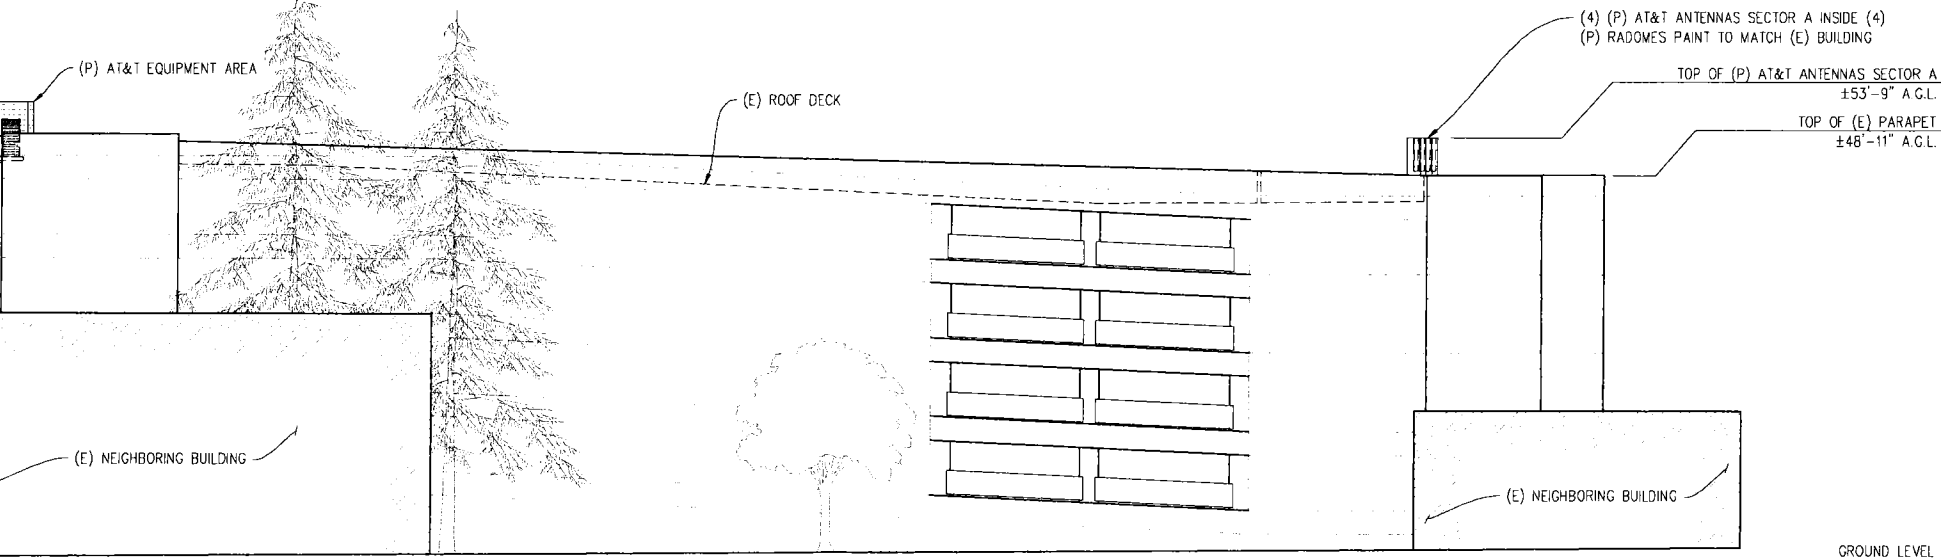 (4) (P) AT&T ANTENNAS SECTOR A INSIDE (4)
(P) RADOMES PAINT TO MATCH (E) BUILDING
(P) AT&T EQUIPMENT AREA
TOP OF (P) AT&T ANTENNAS SECTOR A
±53'-9" A.G.L.
(E) ROOF DECK
TOP OF (E) PARAPET
±48'-11" A.G.L.
(E) NEIGHBORING BUILDING
(E) NEIGHBORING BUILDING
GROUND LEVEL